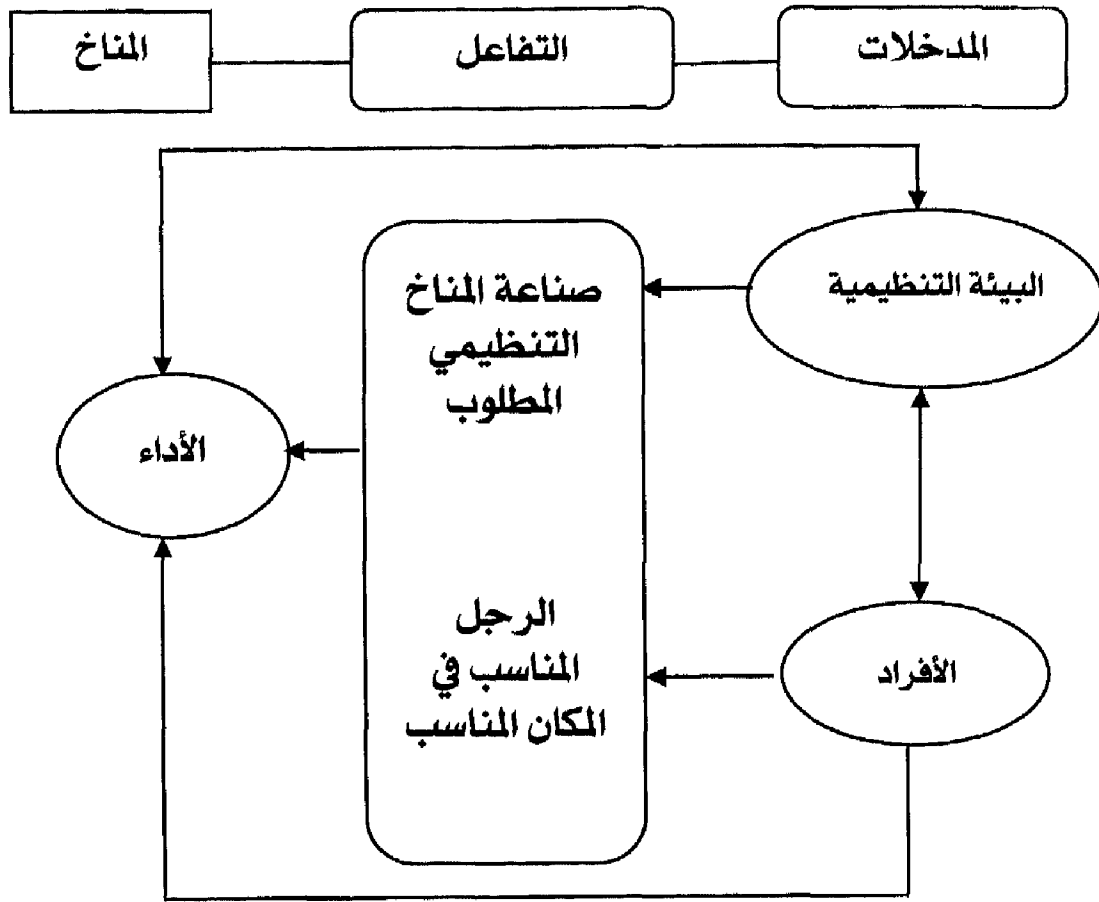 المدخلات
التفاعل
المناخ
البيئة التنظيمية
صناعة المناخ
التنظيمي
المطلوب
الأداء
الرجل
المناسب في
المكان المناسب
الأفراد